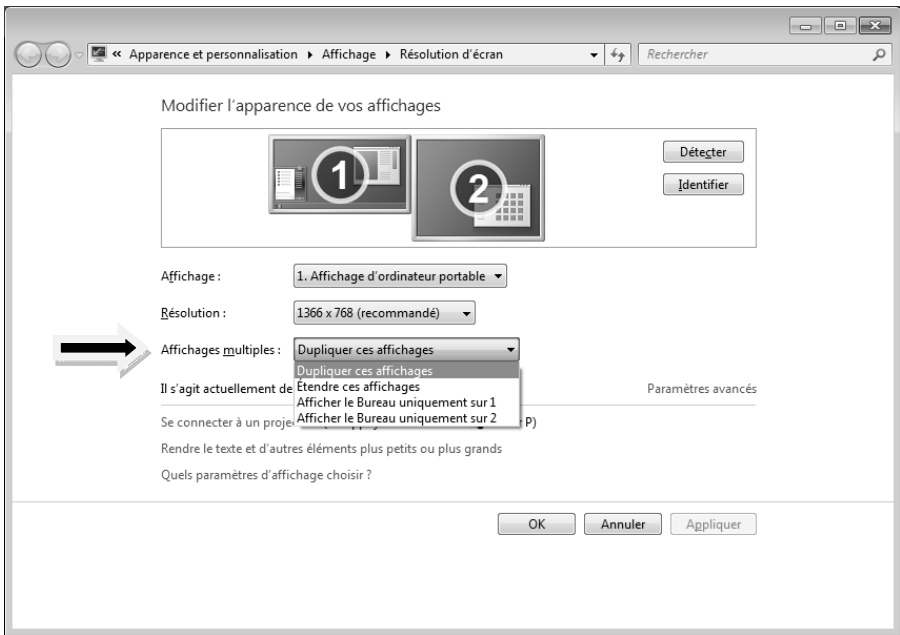 « Apparence et personnalisation ▸ Affichage ▸ Résolution d'écran
Rechercher
Modifier l'apparence de vos affichages
1
2
Détecter
Identifier
Affichage :
1. Affichage d'ordinateur portable
Résolution :
1366 x 768 (recommandé)
Affichages multiples :
Dupliquer ces affichages
Dupliquer ces affichages
Étendre ces affichages
Afficher le Bureau uniquement sur 1
Afficher le Bureau uniquement sur 2
Il s'agit actuellement de
Paramètres avancés
Se connecter à un proje
P)
Rendre le texte et d'autres éléments plus petits ou plus grands
Quels paramètres d'affichage choisir ?
OK
Annuler
Appliquer